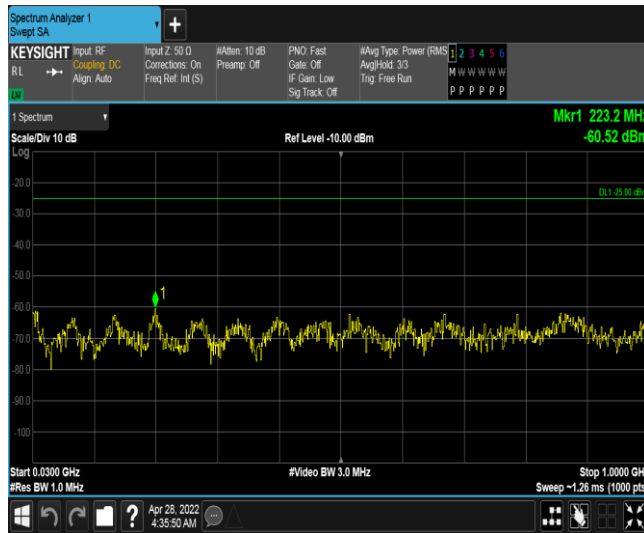 Spectrum Analyzer 1
Swept SA
+
KEYSIGHT Input: RF Input Z: 50 Ω #Atten: 10 dB PNO: Fast #Avg Type: Power (RMS 1 2 3 4 5 6
RL Coupling: DC Corrections: On Preamp: Off Gate: Off Avg|Hold: 3/3 M W W W W W
Align: Auto Freq Ref: Int (S) IF Gain: Low Trig: Free Run
Sig Track: Off P P P P P P
1 Spectrum Mkr1 223.2 MHz
Scale/Div 10 dB Ref Level -10.00 dBm -60.52 dBm
Log
DL1 -25.00 dBm
-20.0
-30.0
-40.0
-50.0
1
-60.0
-70.0
-80.0
-90.0
-100
Start 0.0300 GHz #Video BW 3.0 MHz Stop 1.0000 GH
#Res BW 1.0 MHz Sweep ~1.26 ms (1000 pts
? Apr 28, 2022
4:35:50 AM